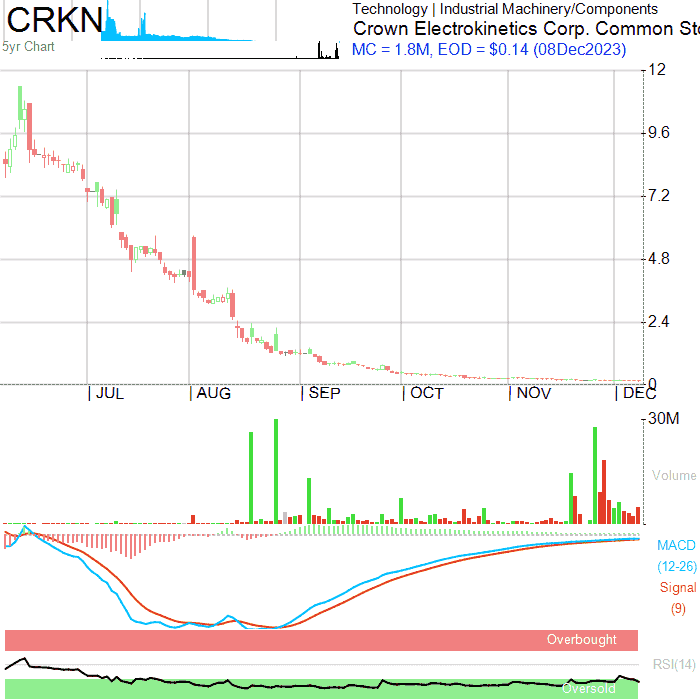 CRKN
5yr Chart
Technology | Industrial Machinery/Components
Crown Electrokinetics Corp. Common Sto
MC = 1.8M, EOD = $0.14 (08Dec2023)
12
9.6
7.2
4.8
2.4
0
JUL AUG SEP OCT NOV DEC
30M
Volume
MACD
(12-26)
Signal
(9)
Overbought
RSI(14)
Oversold